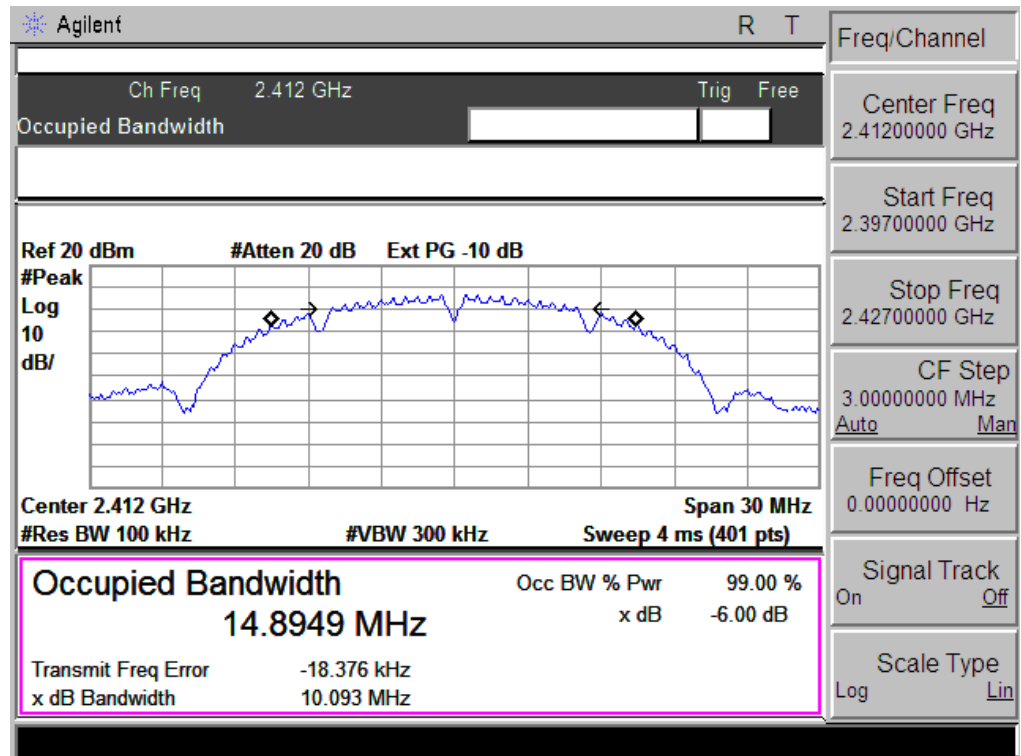 Agilent
R T
Ch Freq 2.412 GHz
Trig Free
Occupied Bandwidth
Ref 20 dBm #Atten 20 dB Ext PG -10 dB
#Peak
Log
10
dB/
Center 2.412 GHz Span 30 MHz
#Res BW 100 kHz #VBW 300 kHz Sweep 4 ms (401 pts)
Occupied Bandwidth
14.8949 MHz
Occ BW % Pwr 99.00 %
x dB -6.00 dB
Transmit Freq Error -18.376 kHz
x dB Bandwidth 10.093 MHz
Freq/Channel
Center Freq
2.41200000 GHz
Start Freq
2.39700000 GHz
Stop Freq
2.42700000 GHz
CF Step
3.00000000 MHz
Auto Man
Freq Offset
0.00000000 Hz
Signal Track
On Off
Scale Type
Log Lin